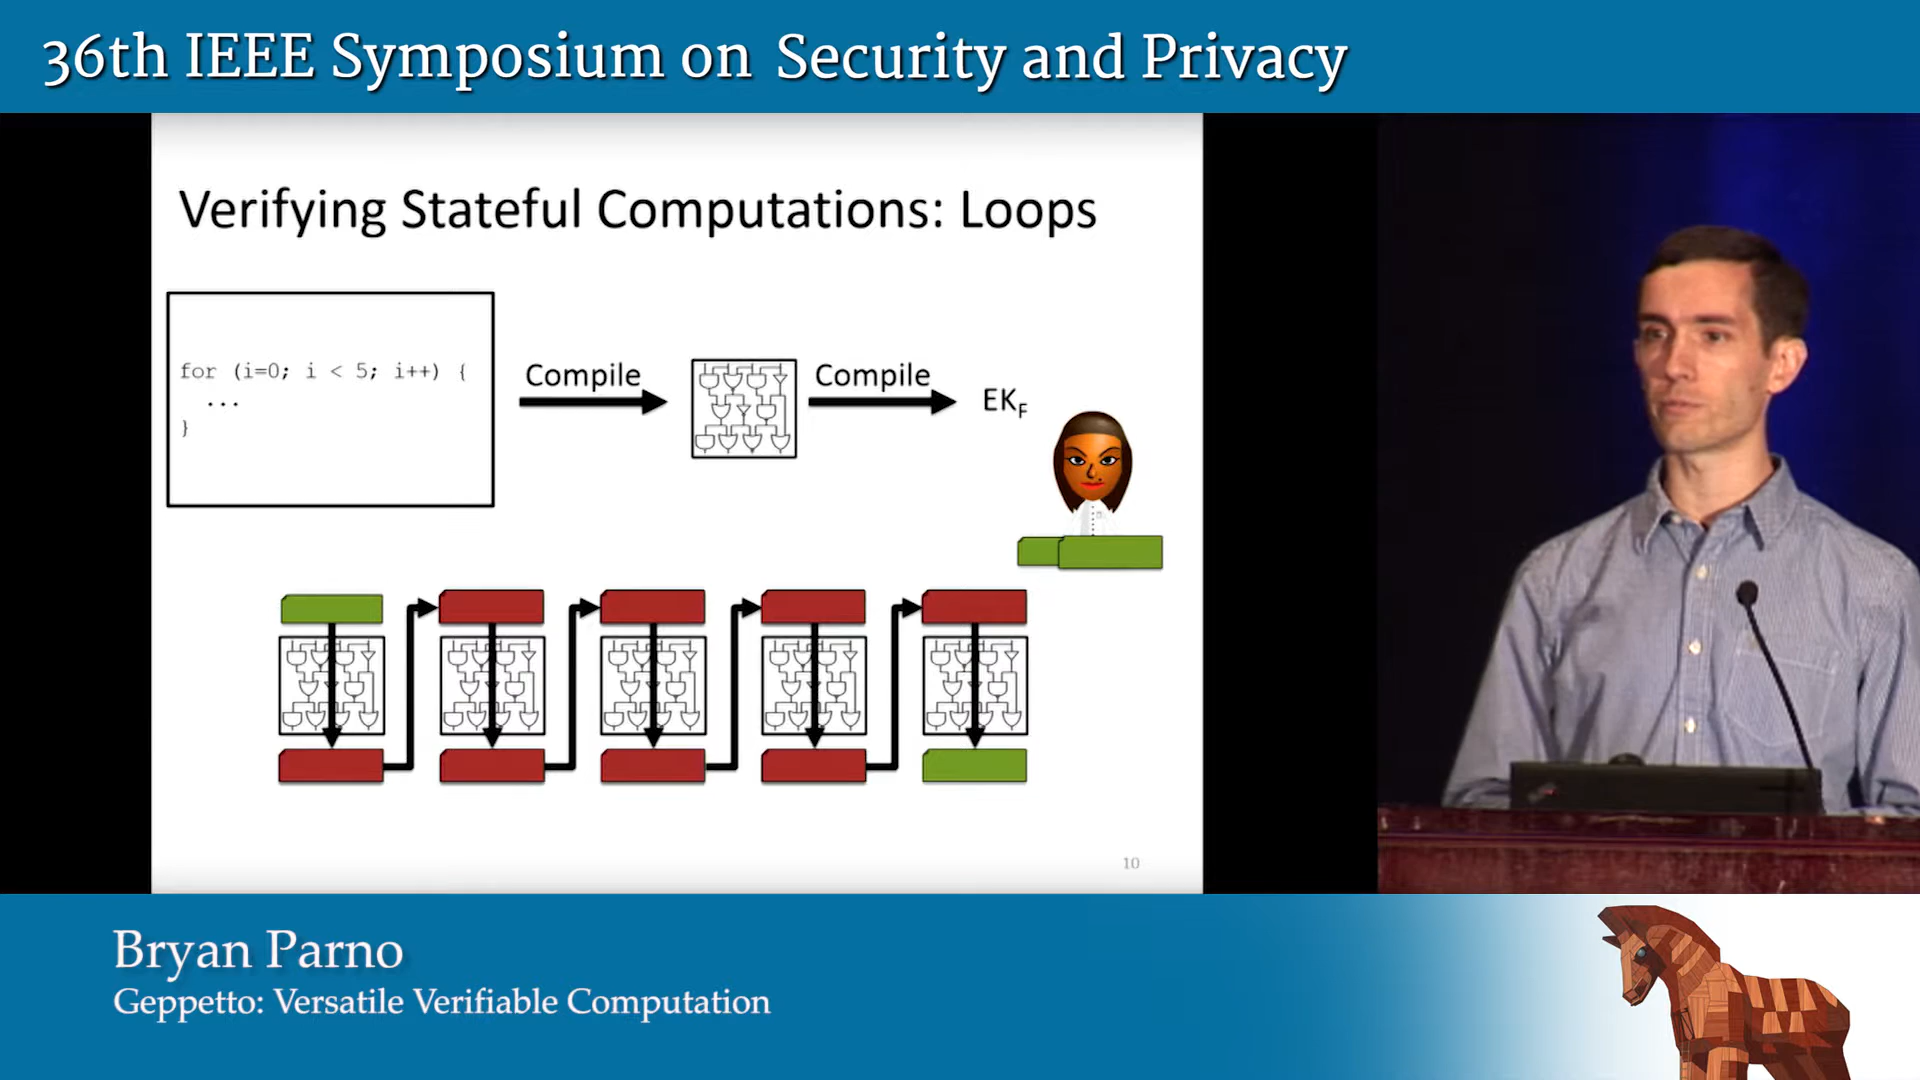 36th IEEE Symposium on Security and Privacy
Verifying Stateful Computations: Loops
for (i=0; i < 5; i++) {
...
}
Compile
Compile
EKF
10
Bryan Parno
Geppetto: Versatile Verifiable Computation